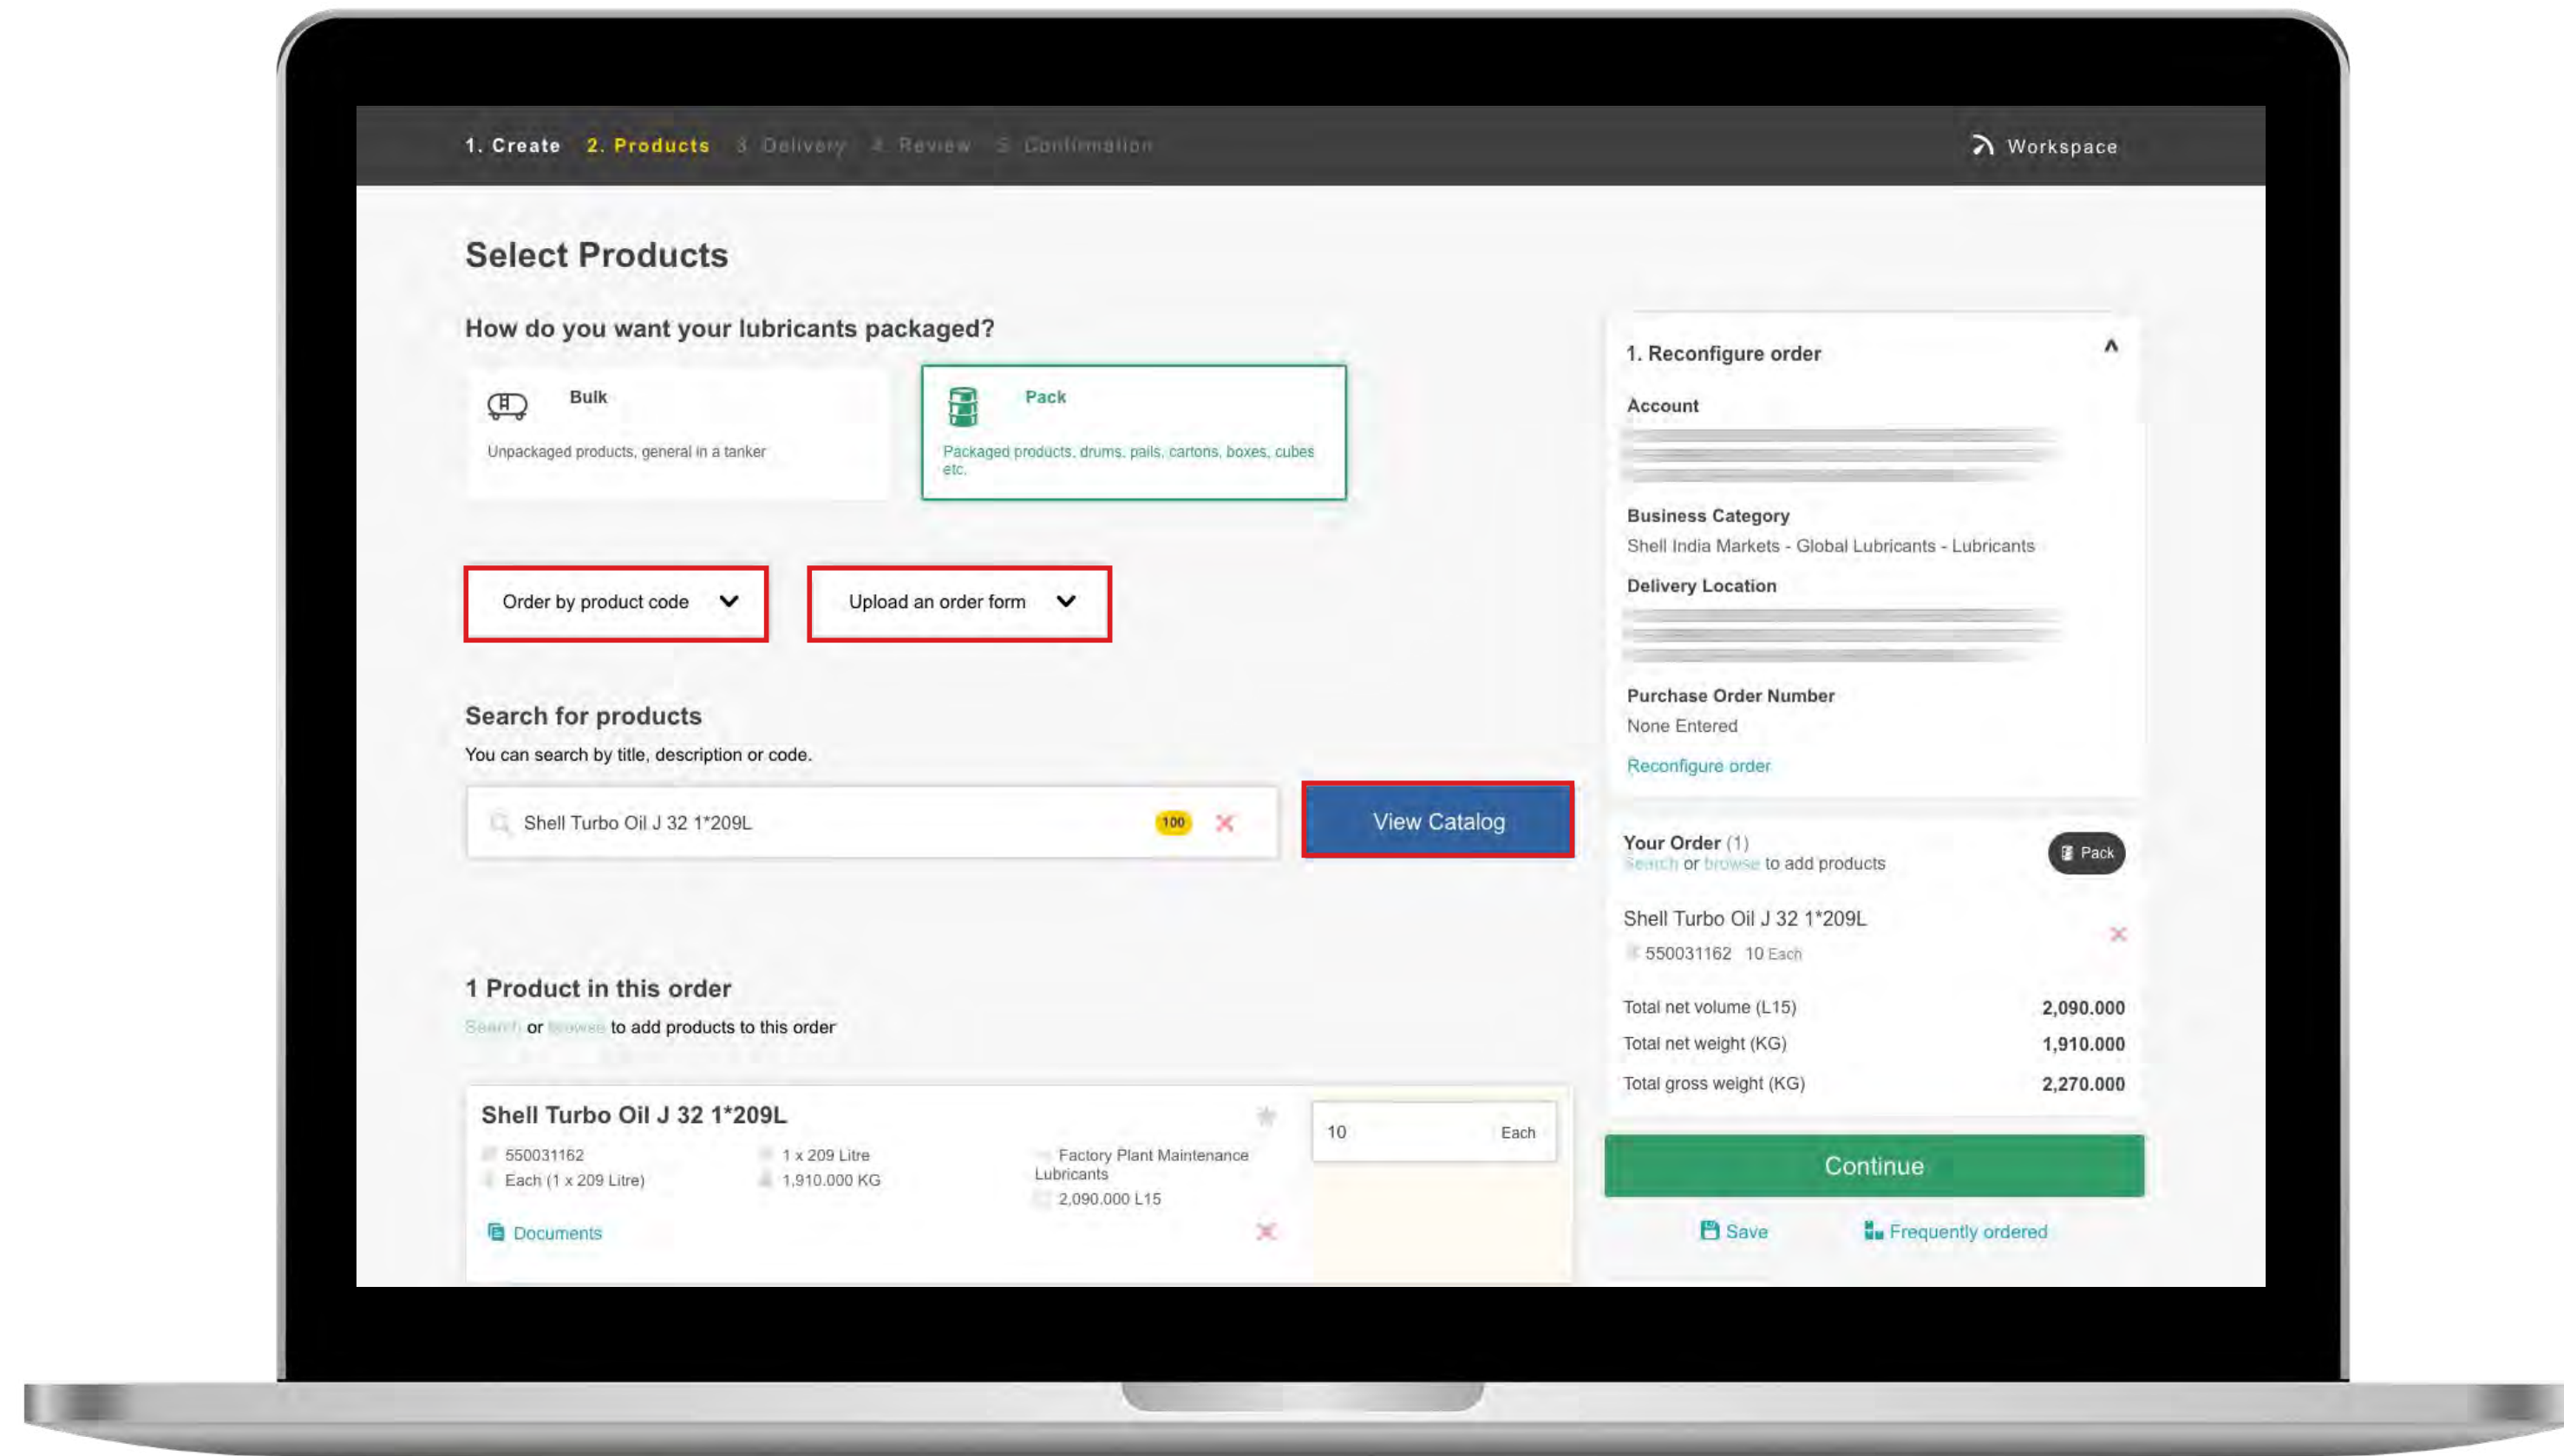 1. Create 2. Products 3. Delivery 4. Review 5. Confirmation
Workspace
Select Products
How do you want your lubricants packaged?
Bulk
Unpackaged products, general in a tanker
Pack
Packaged products, drums, pails, cartons, boxes, cubes
etc.
Order by product code
Upload an order form
Search for products
You can search by title, description or code.
Shell Turbo Oil J 32 1*209L
100
View Catalog
1 Product in this order
Search or browse to add products to this order
Shell Turbo Oil J 32 1*209L
550031162
Each (1 x 209 Litre)
1 x 209 Litre
1,910.000 KG
Factory Plant Maintenance
Lubricants
2,090.000 L15
Documents
10 Each
1. Reconfigure order
Account
Business Category
Shell India Markets - Global Lubricants - Lubricants
Delivery Location
Purchase Order Number
None Entered
Reconfigure order
Your Order (1)
Search or browse to add products
Pack
Shell Turbo Oil J 32 1*209L
550031162 10 Each
Total net volume (L15) 2,090.000
Total net weight (KG) 1,910.000
Total gross weight (KG) 2,270.000
Continue
Save
Frequently ordered